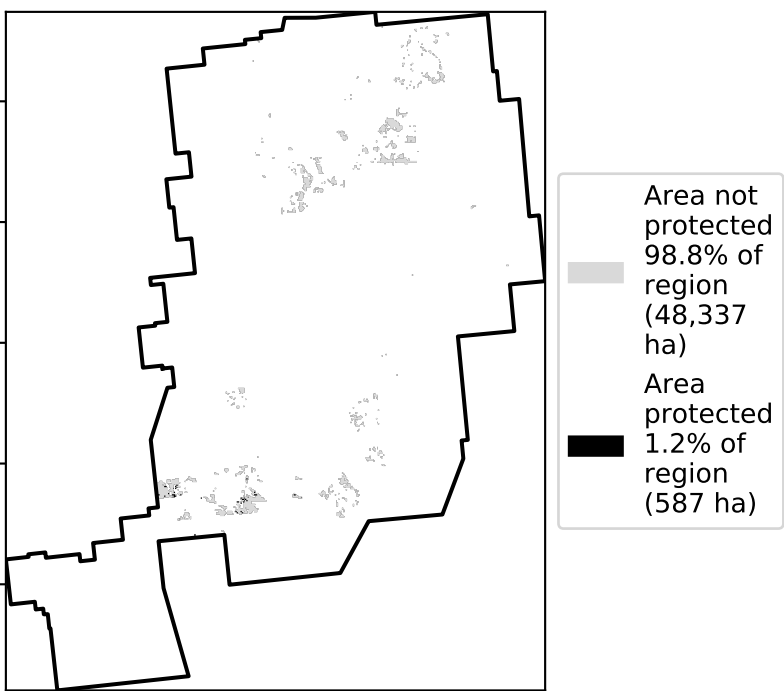 Area not
protected
98.8% of
region
(48,337
ha)
Area
protected
1.2% of
region
(587 ha)